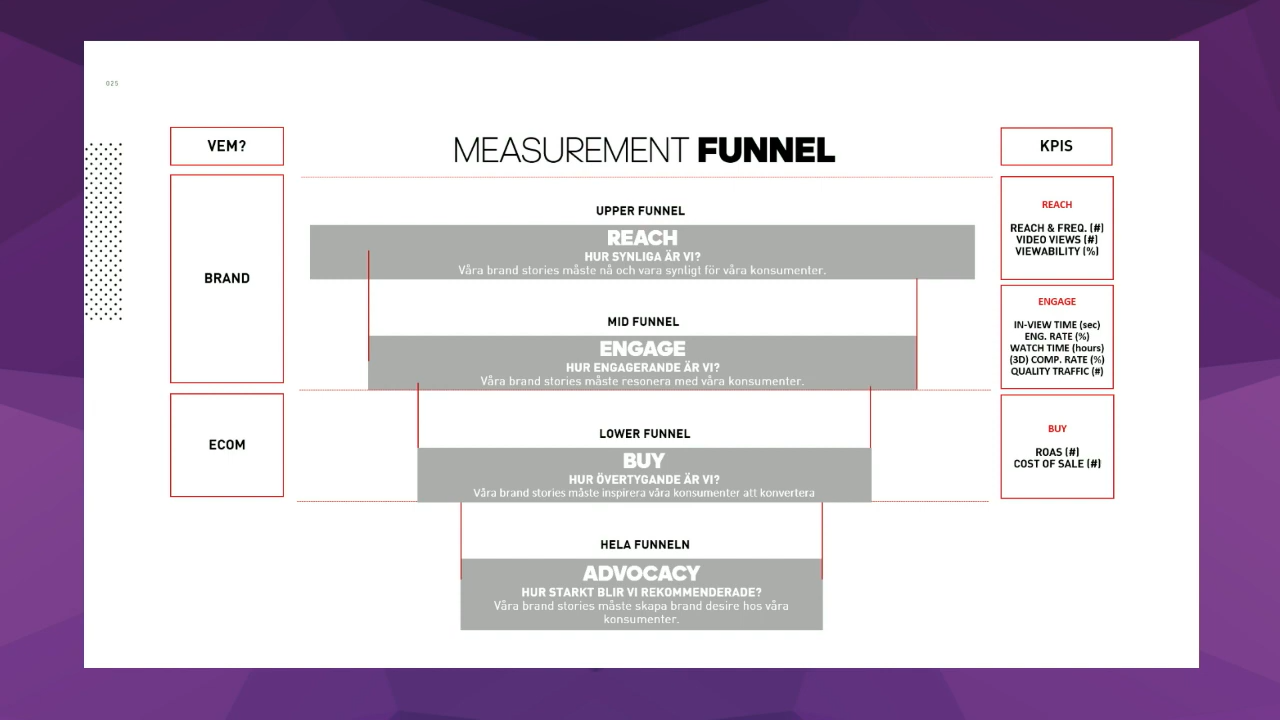 025
VEM?
MEASUREMENT FUNNEL
KPIS
BRAND
UPPER FUNNEL
REACH
HUR SYNLIGA ÄR VI?
Våra brand stories måste nå och vara synligt för våra konsumenter.
REACH
REACH & FREQ. (#)
VIDEO VIEWS (#)
VIEWABILITY (%)
MID FUNNEL
ENGAGE
HUR ENGAGERANDE ÄR VI?
Våra brand stories måste resonera med våra konsumenter.
ENGAGE
IN-VIEW TIME (sec)
ENG. RATE (%)
WATCH TIME (hours)
(3D) COMP. RATE (%)
QUALITY TRAFFIC (#)
ECOM
LOWER FUNNEL
BUY
HUR ÖVERTYGANDE ÄR VI?
Våra brand stories måste inspirera våra konsumenter att konvertera
BUY
ROAS (#)
COST OF SALE (#)
HELA FUNNELN
ADVOCACY
HUR STARKT BLIR VI REKOMMENDERADE?
Våra brand stories måste skapa brand desire hos våra
konsumenter.